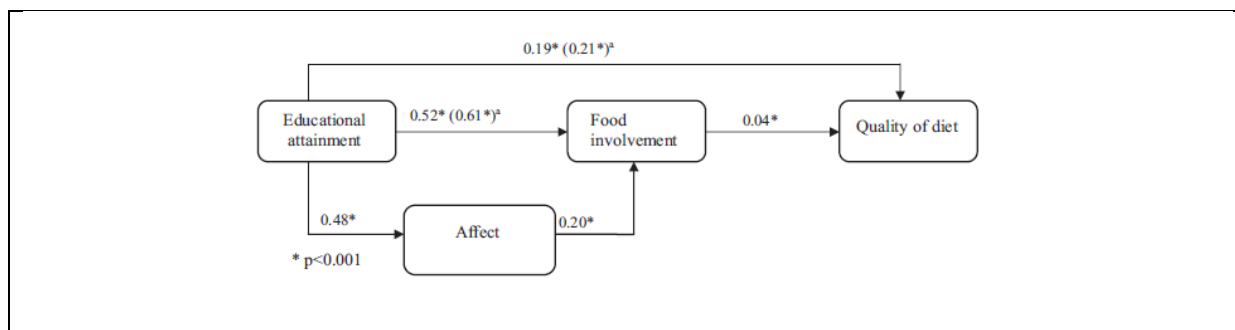 0.19* (0.21*)ª
Educational
attainment
0.52* (0.61*)ª
Food
involvement
0.04*
Quality of diet
0.48*
Affect
0.20*
* p<0.001